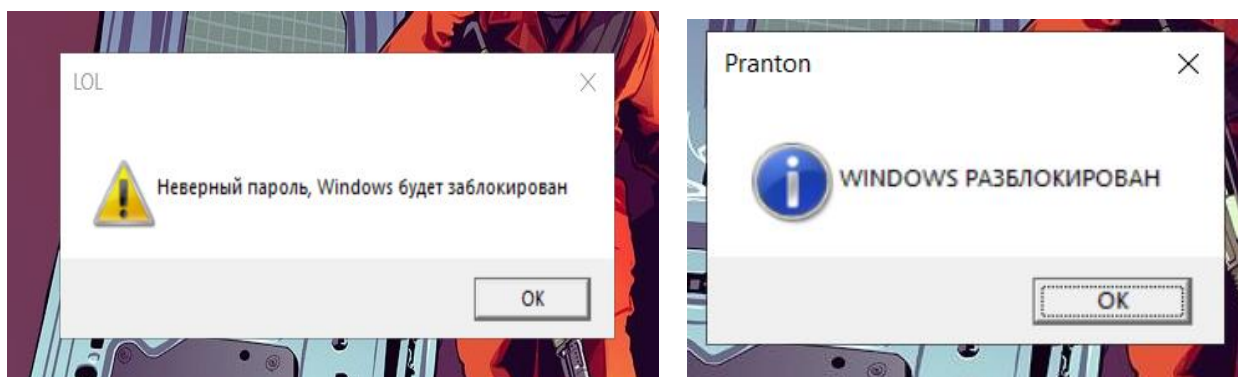 LOL
Неверный пароль, Windows будет заблокирован
OK
Pranton
WINDOWS РАЗБЛОКИРОВАН
OK